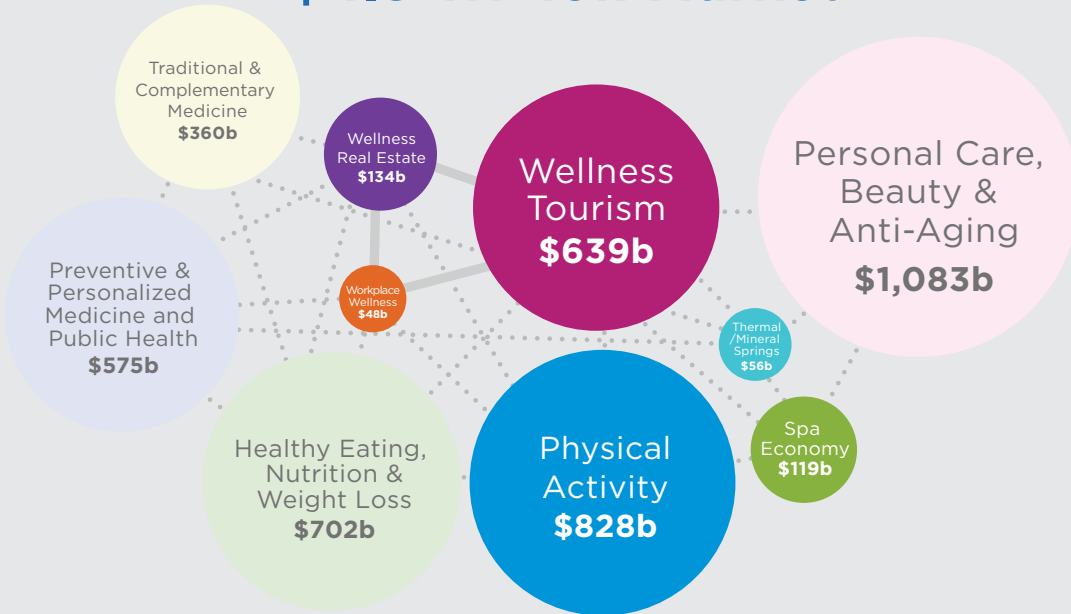 Traditional &
Complementary
Medicine
$360b
Wellness
Real Estate
$134b
Wellness
Tourism
$639b
Personal Care,
Beauty &
Anti-Aging
$1,083b
Preventive &
Personalized
Medicine and
Public Health
$575b
Workplace
Wellness
$48b
Thermal
/Mineral
Springs
$56b
Healthy Eating,
Nutrition &
Weight Loss
$702b
Physical
Activity
$828b
Spa
Economy
$119b